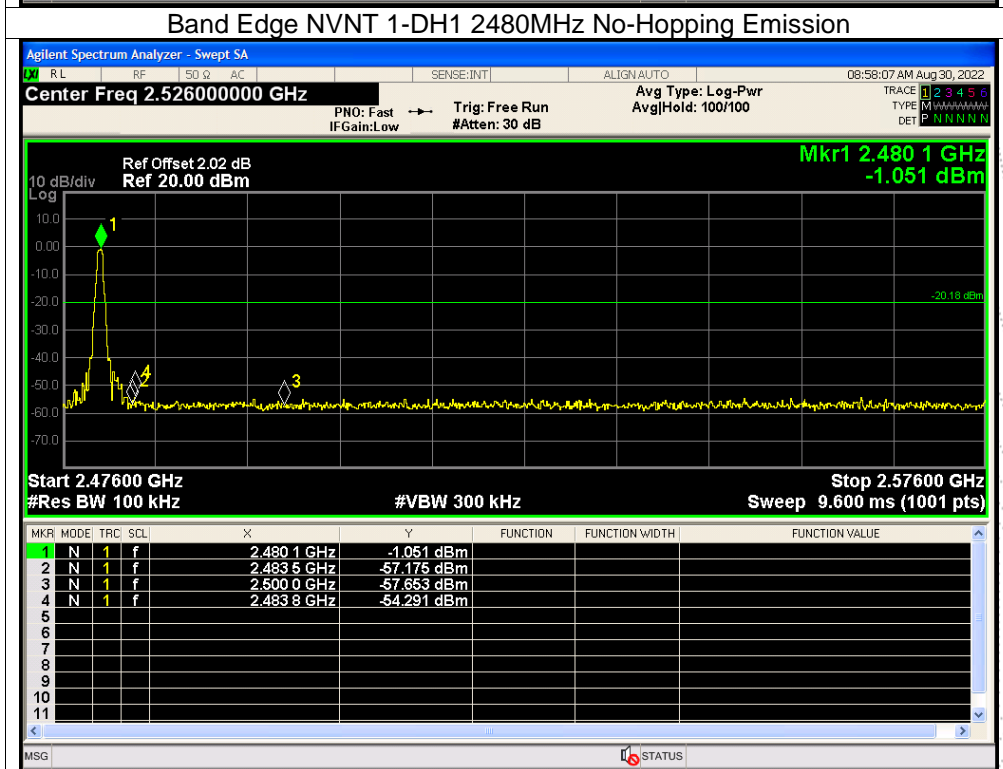 Band Edge NVNT 1-DH1 2480MHz No-Hopping Emission
Agilent Spectrum Analyzer - Swept SA
LXI RL RF 50 Ω AC SENSE:INT ALIGN AUTO 08:58:07 AM Aug 30, 2022
Center Freq 2.526000000 GHz
PNO: Fast
IFGain:Low
Trig: Free Run
#Atten: 30 dB
Avg Type: Log-Pwr
Avg|Hold: 100/100
TRACE 1 2 3 4 5 6
TYPE M
DET P N N N N N
Mkr1 2.480 1 GHz
-1.051 dBm
Ref Offset 2.02 dB
10 dB/div Ref 20.00 dBm
Log
10.0
0.00
-10.0
-20.0
-30.0
-40.0
-50.0
-60.0
-70.0
1
-20.18 dBm
4
2
3
Start 2.47600 GHz Stop 2.57600 GHz
#Res BW 100 kHz #VBW 300 kHz Sweep 9.600 ms (1001 pts)
MKR MODE TRC SCL X Y FUNCTION FUNCTION WIDTH FUNCTION VALUE
1 N 1 f 2.480 1 GHz -1.051 dBm
2 N 1 f 2.483 5 GHz -57.175 dBm
3 N 1 f 2.500 0 GHz -57.653 dBm
4 N 1 f 2.483 8 GHz -54.291 dBm
5
6
7
8
9
10
11
MSG STATUS